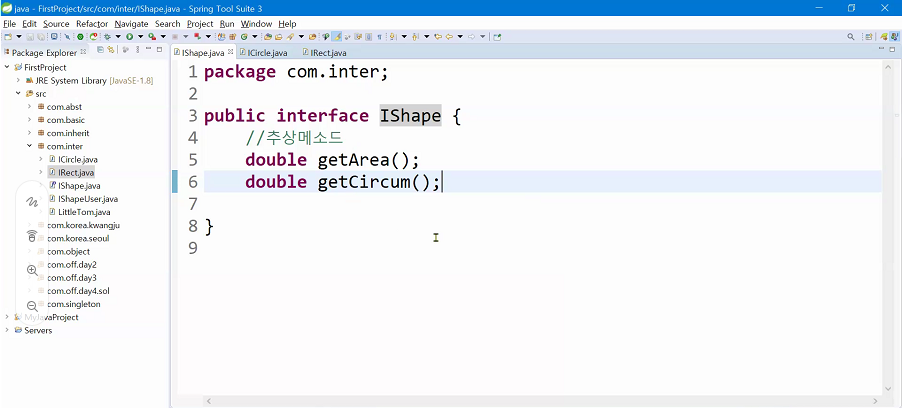 java - FirstProject/src/com/inter/IShape.java - Spring Tool Suite 3
File Edit Source Refactor Navigate Search Project Run Window Help
Package Explorer
IShape.java ICircle.java IRect.java
FirstProject
JRE System Library [JavaSE-1.8]
src
com.abst
com.basic
com.inherit
com.inter
ICircle.java
IRect.java
IShape.java
IShapeUser.java
LittleTom.java
com.korea.kwangju
com.korea.seoul
com.object
com.off.day2
com.off.day3
com.off.day4.sol
com.singleton
MyJavaProject
Servers
1 package com.inter;
2
3 public interface IShape {
4 //추상메소드
5 double getArea();
6 double getCircum();
7
8 }
9